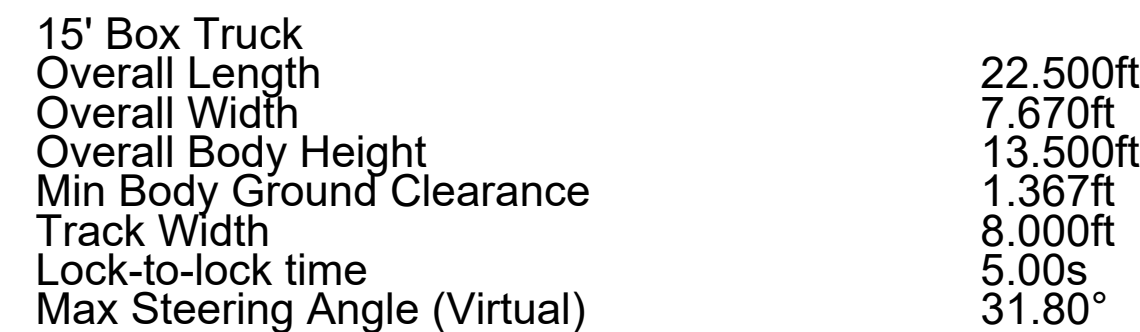 15' Box Truck
Overall Length 22.500ft
Overall Width 7.670ft
Overall Body Height 13.500ft
Min Body Ground Clearance 1.367ft
Track Width 8.000ft
Lock-to-lock time 5.00s
Max Steering Angle (Virtual) 31.80°